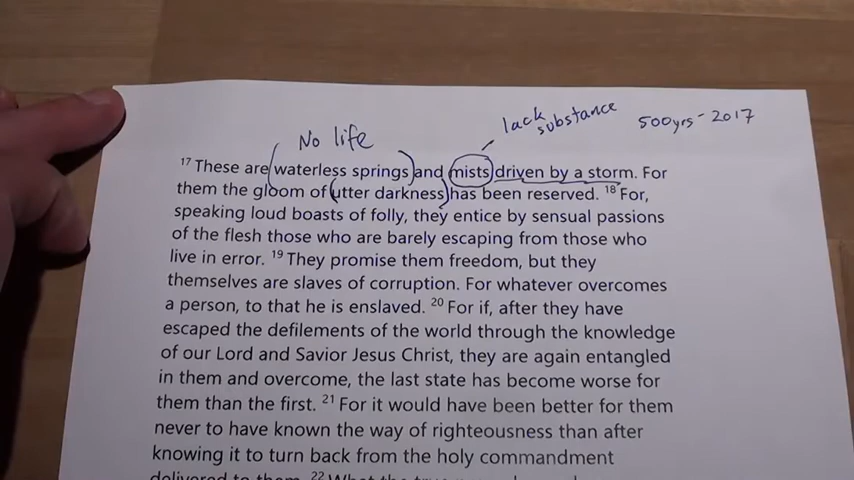 lack substance
500yrs - 2017
No life
17 These are waterless springs and mists driven by a storm. For
them the gloom of utter darkness has been reserved. 18 For,
speaking loud boasts of folly, they entice by sensual passions
of the flesh those who are barely escaping from those who
live in error. 19 They promise them freedom, but they
themselves are slaves of corruption. For whatever overcomes
a person, to that he is enslaved. 20 For if, after they have
escaped the defilements of the world through the knowledge
of our Lord and Savior Jesus Christ, they are again entangled
in them and overcome, the last state has become worse for
them than the first. 21 For it would have been better for them
never to have known the way of righteousness than after
knowing it to turn back from the holy commandment
delivered to them. 22 What the true